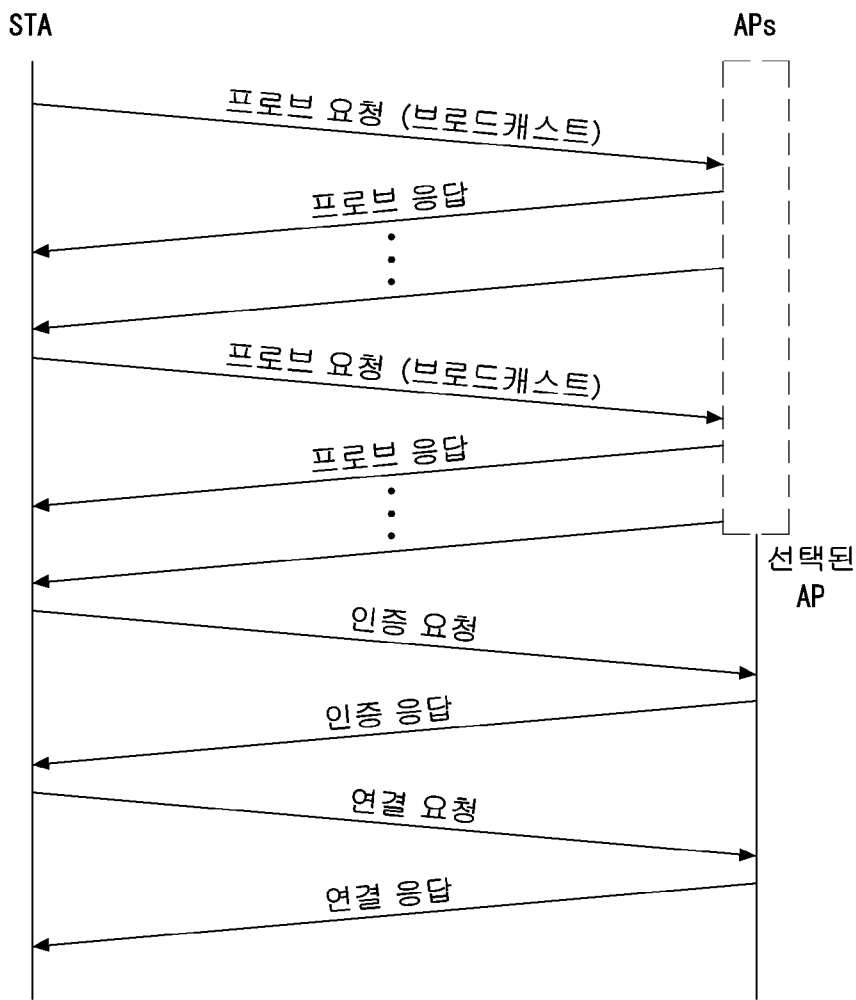 STA
APs
프로브 요청 (브로드캐스트)
프로브 응답
프로브 요청 (브로드캐스트)
프로브 응답
선택된
AP
인증 요청
인증 응답
연결 요청
연결 응답